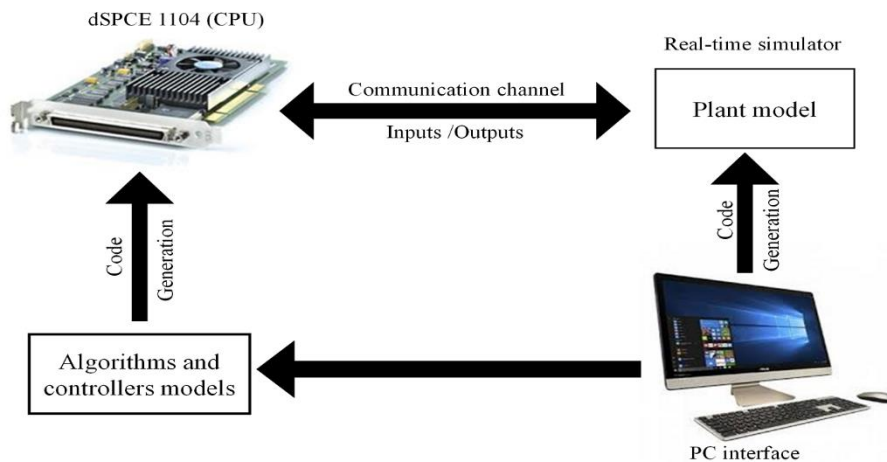 dSPCE 1104 (CPU)
Real-time simulator
Communication channel
Plant model
Inputs /Outputs
Code
Generation
Code
Generation
Algorithms and
controllers models
PC interface